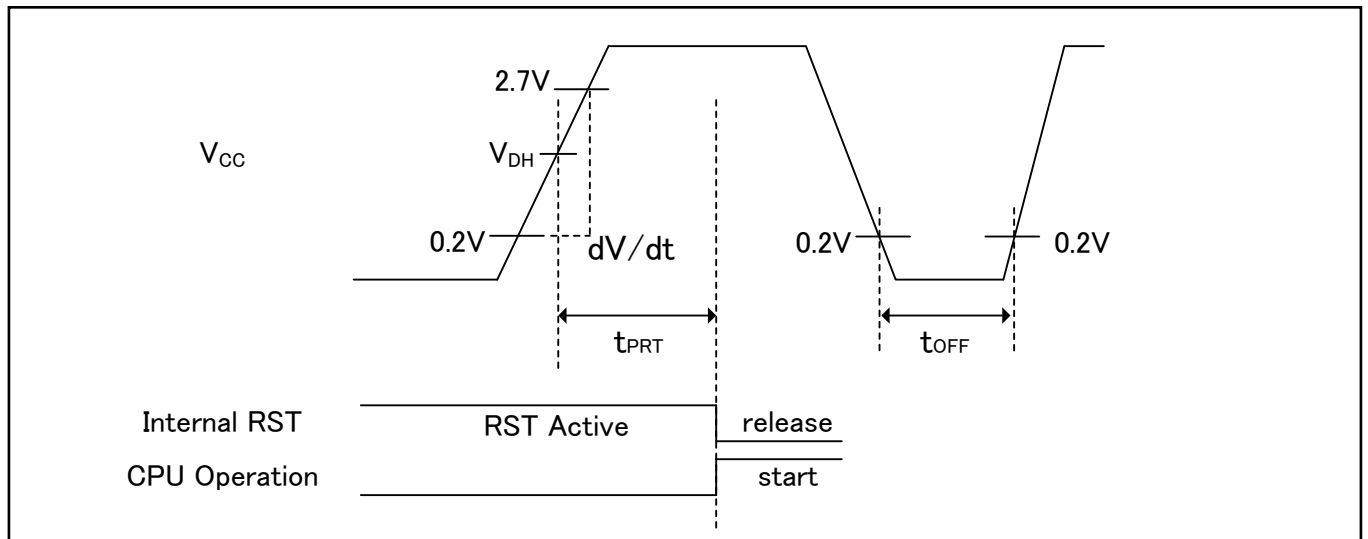 2.7V
VCC
VDH
0.2V
dV/dt
0.2V
0.2V
tPRT
tOFF
Internal RST
RST Active
release
CPU Operation
start